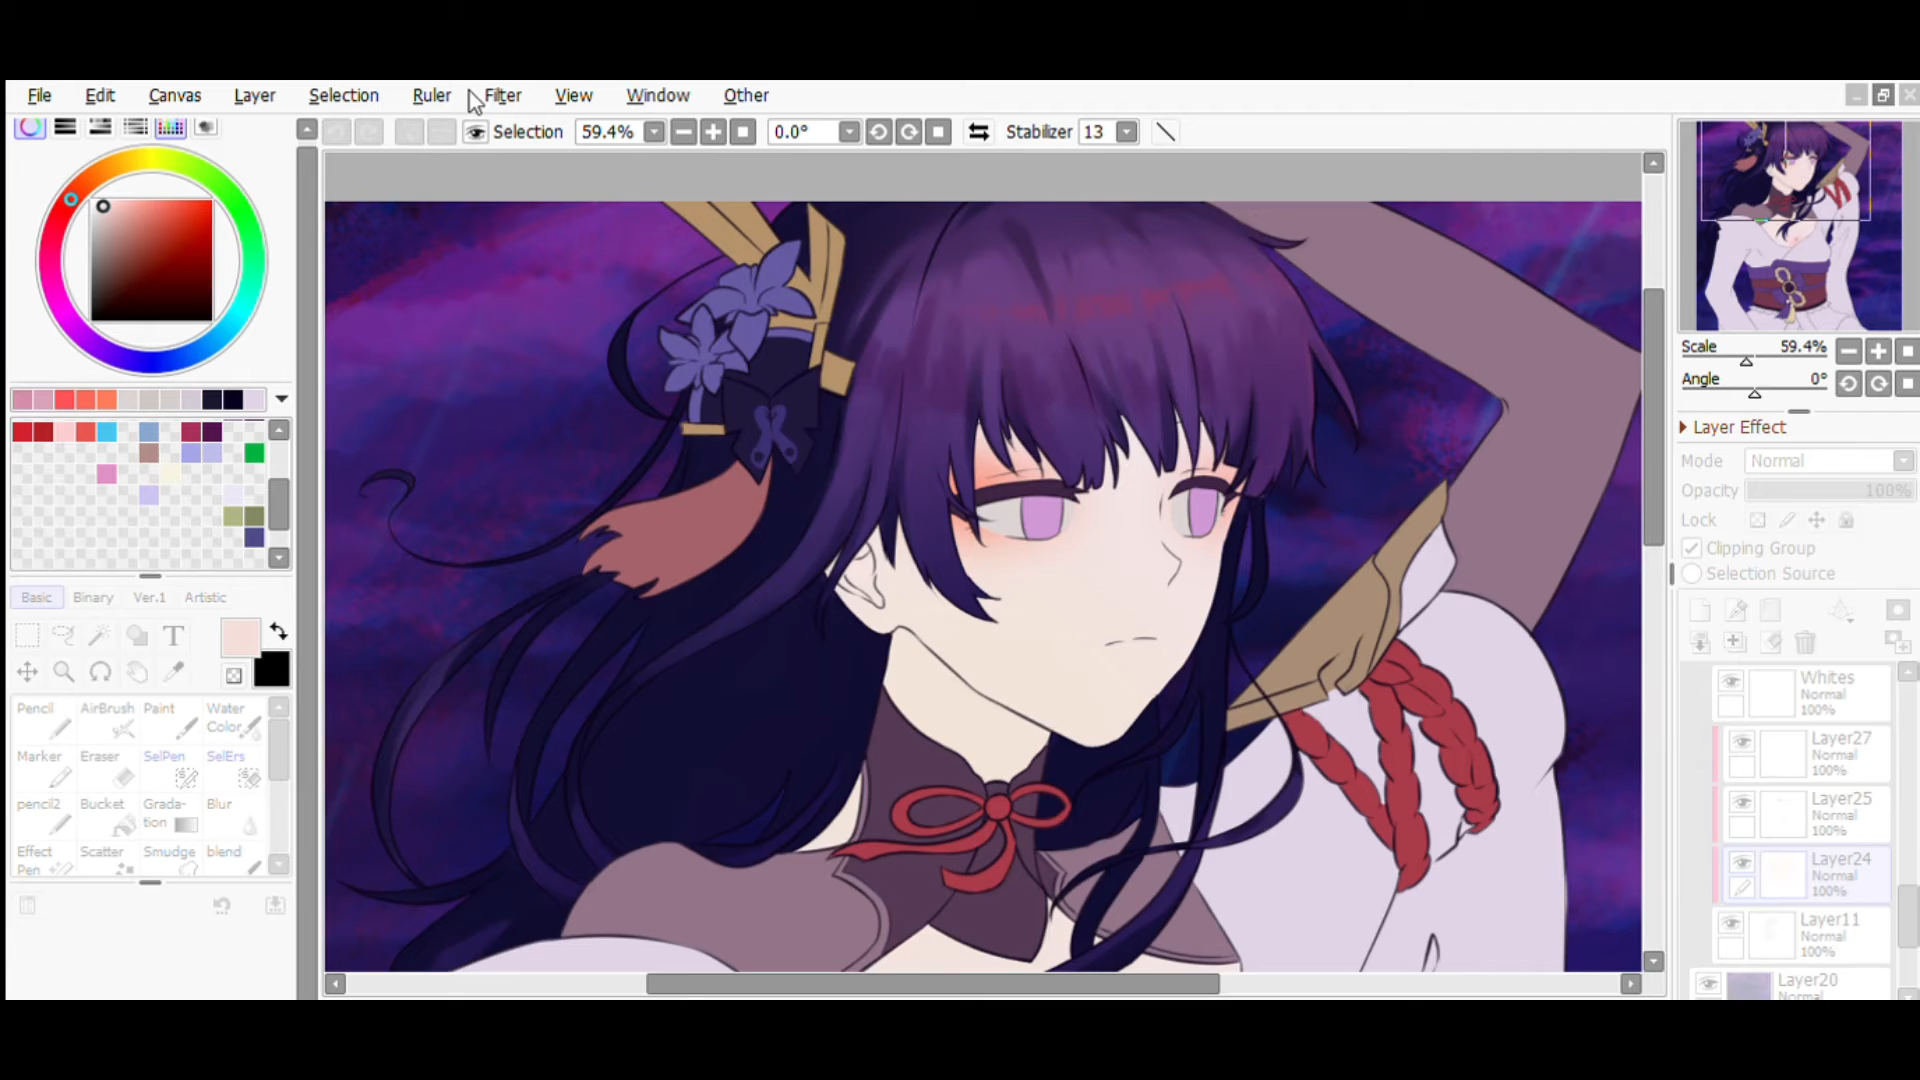 File Edit Canvas Layer Selection Ruler Filter View Window Other
Selection 59.4% 0.0° Stabilizer 13
Scale 59.4%
Angle 0°
Layer Effect
Mode Normal
Opacity 100%
Lock
Clipping Group
Selection Source
Basic Binary Ver.1 Artistic
T
Pencil AirBrush Paint Water Color
Marker Eraser SelPen SelErs
pencil2 Bucket Grada-tion Blur
Effect Pen Scatter Smudge blend
Whites
Normal
100%
Layer27
Normal
100%
Layer25
Normal
100%
Layer24
Normal
100%
Layer11
Normal
100%
Layer20
Normal